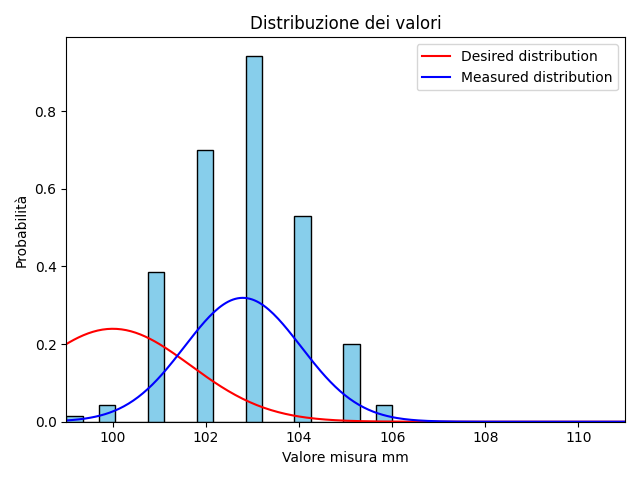 Distribuzione dei valori
Desired distribution
Measured distribution
Probabilità
0.8
0.6
0.4
0.2
0.0
100 102 104 106 108 110
Valore misura mm